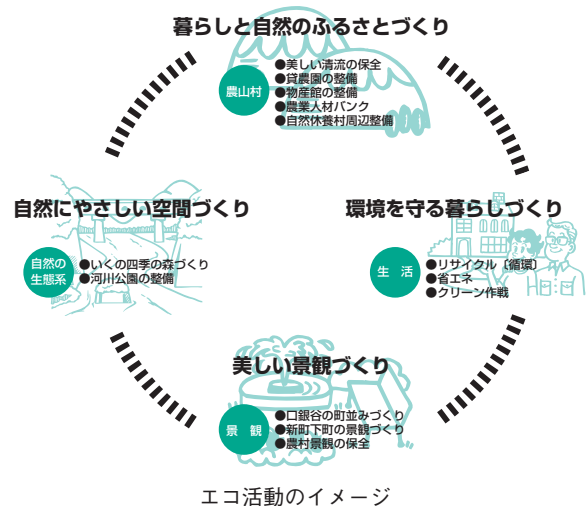 暮らしと自然のふるさとづくり
農山村
●美しい清流の保全
●貸農園の整備
●物産館の整備
●農業人材バンク
●自然休養村周辺整備
自然にやさしい空間づくり
自然の
生態系
●いくの四季の森づくり
●河川公園の整備
環境を守る暮らしづくり
生 活
●リサイクル〔循環〕
●省エネ
●クリーン作戦
美しい景観づくり
景 観
●口銀谷の町並みづくり
●新町下町の景観づくり
●農村景観の保全
エコ活動のイメージ